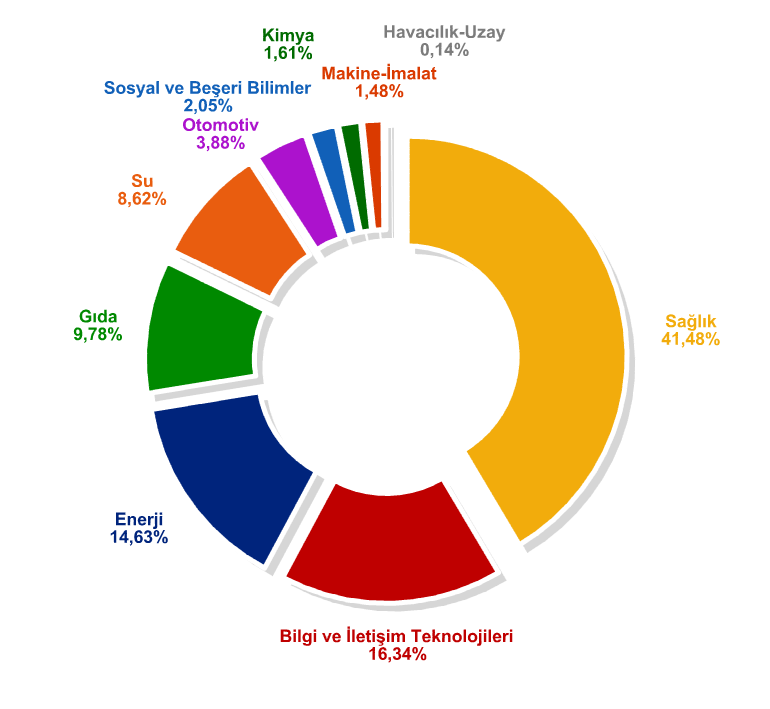 Havacılık-Uzay
0,14%
Kimya
1,61%
Makine-İmalat
1,48%
Sosyal ve Beşeri Bilimler
2,05%
Otomotiv
3,88%
Su
8,62%
Gıda
9,78%
Sağlık
41,48%
Enerji
14,63%
Bilgi ve İletişim Teknolojileri
16,34%